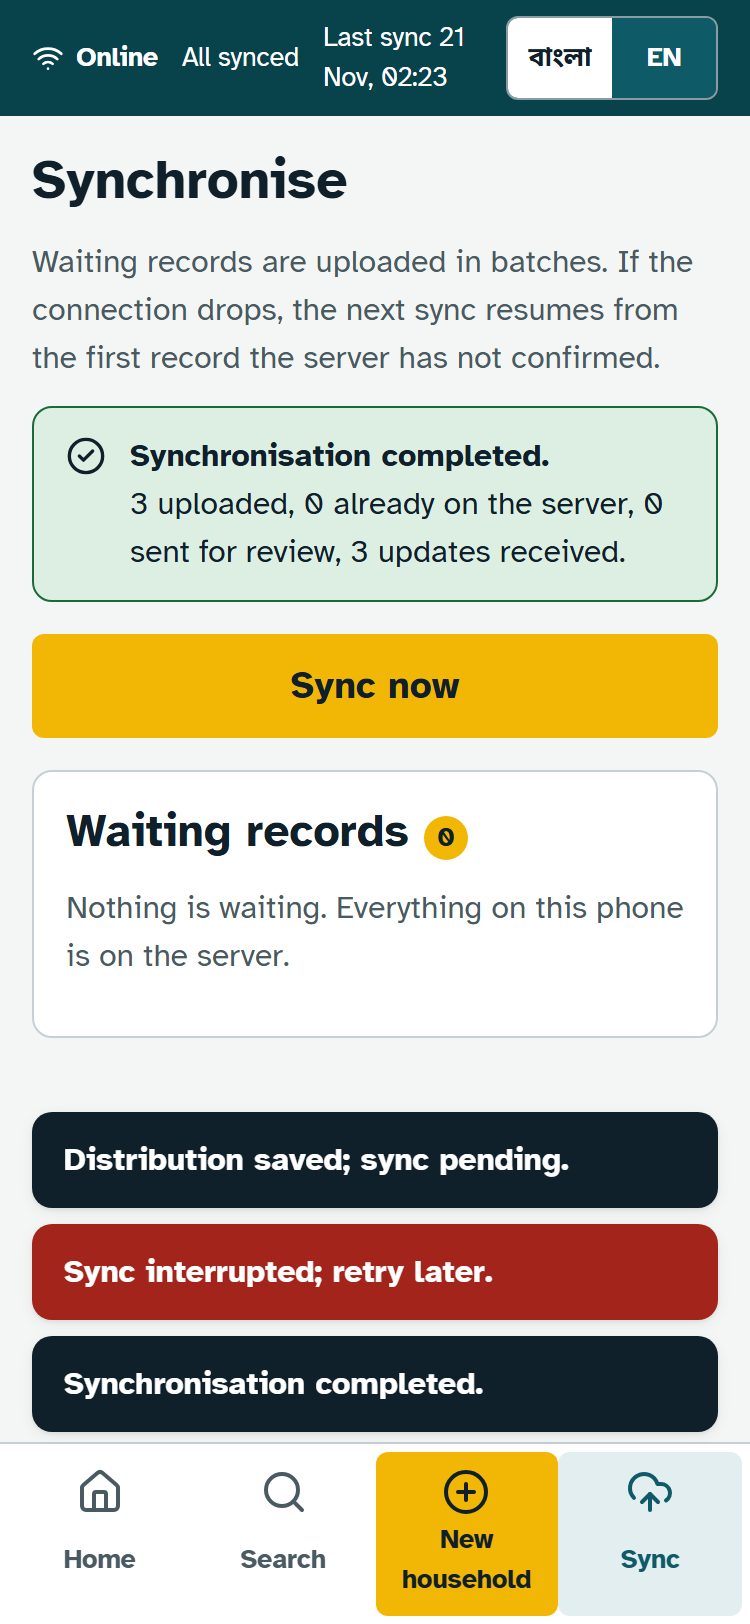 Online All synced Last sync 21
Nov, 02:23
বাংলা EN
Synchronise
Waiting records are uploaded in batches. If the
connection drops, the next sync resumes from
the first record the server has not confirmed.
Synchronisation completed.
3 uploaded, 0 already on the server, 0
sent for review, 3 updates received.
Sync now
Waiting records 0
Nothing is waiting. Everything on this phone
is on the server.
Distribution saved; sync pending.
Sync interrupted; retry later.
Synchronisation completed.
Home
Search
New
household
Sync